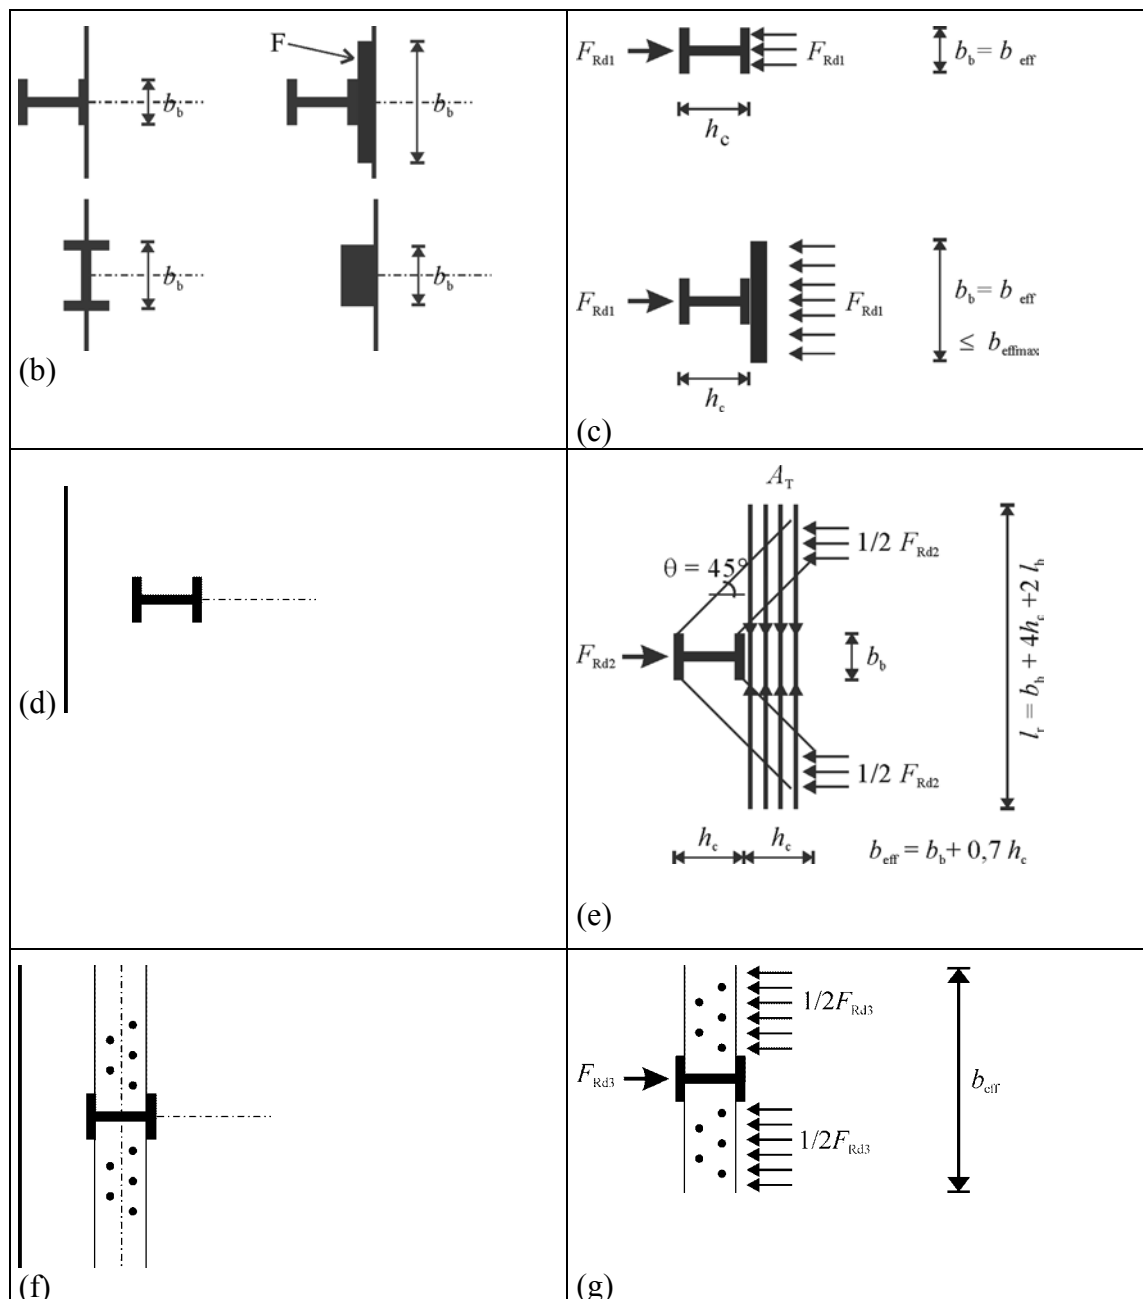 F
b_b
b_b
b_b
b_b
(b)
F_Rd1
F_Rd1
b_b = b_eff
h_c
F_Rd1
F_Rd1
b_b = b_eff
≤ b_effmax
h_c
(c)
(d)
A_T
1/2 F_Rd2
θ = 45°
F_Rd2
b_b
l_r = b_b + 4h_c + 2 l_b
1/2 F_Rd2
h_c
h_c
b_eff = b_b + 0,7 h_c
(e)
(f)
1/2F_Rd3
F_Rd3
b_eff
1/2F_Rd3
(g)